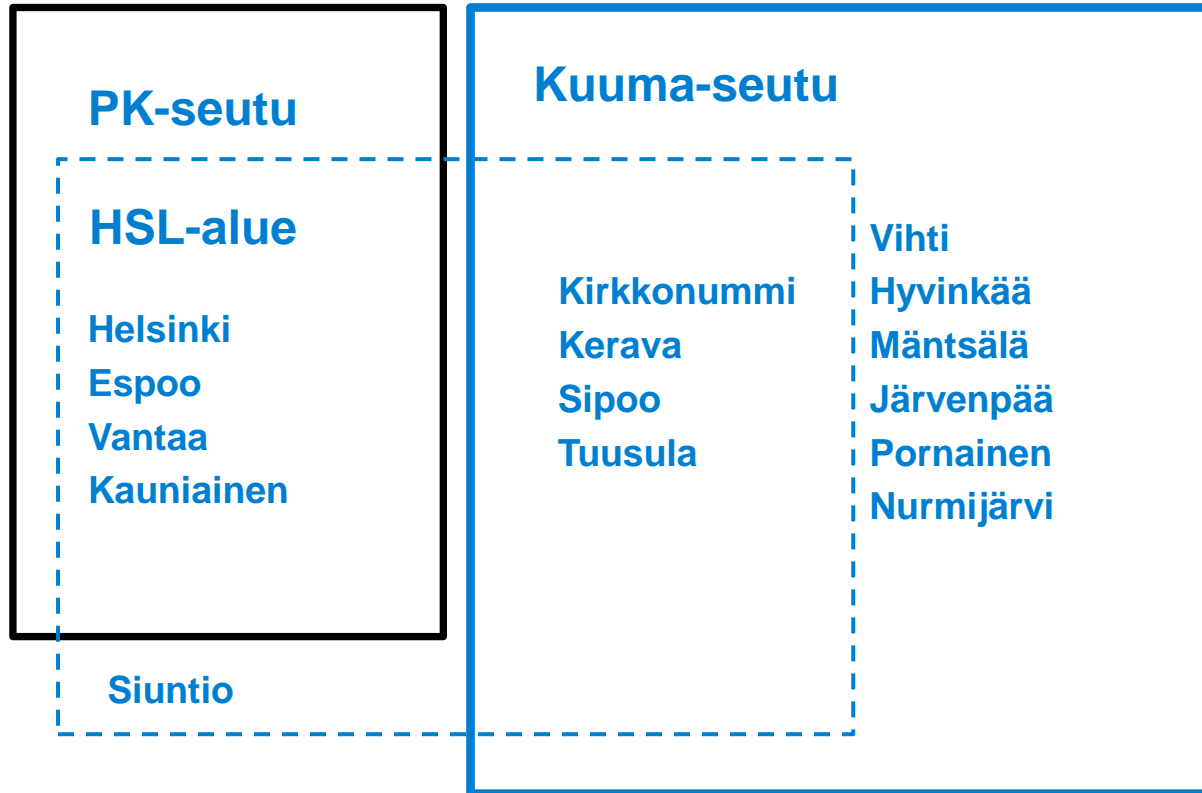 PK-seutu
HSL-alue
Helsinki
Espoo
Vantaa
Kauniainen
Siuntio
Kuuma-seutu
Kirkkonummi
Kerava
Sipoo
Tuusula
Vihti
Hyvinkää
Mäntsälä
Järvenpää
Pornainen
Nurmijärvi